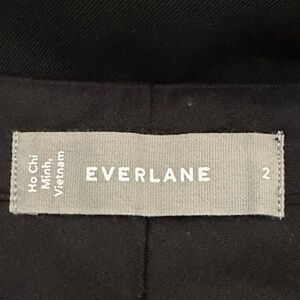 Ho Chi
Minh,
Vietnam
EVERLANE
2